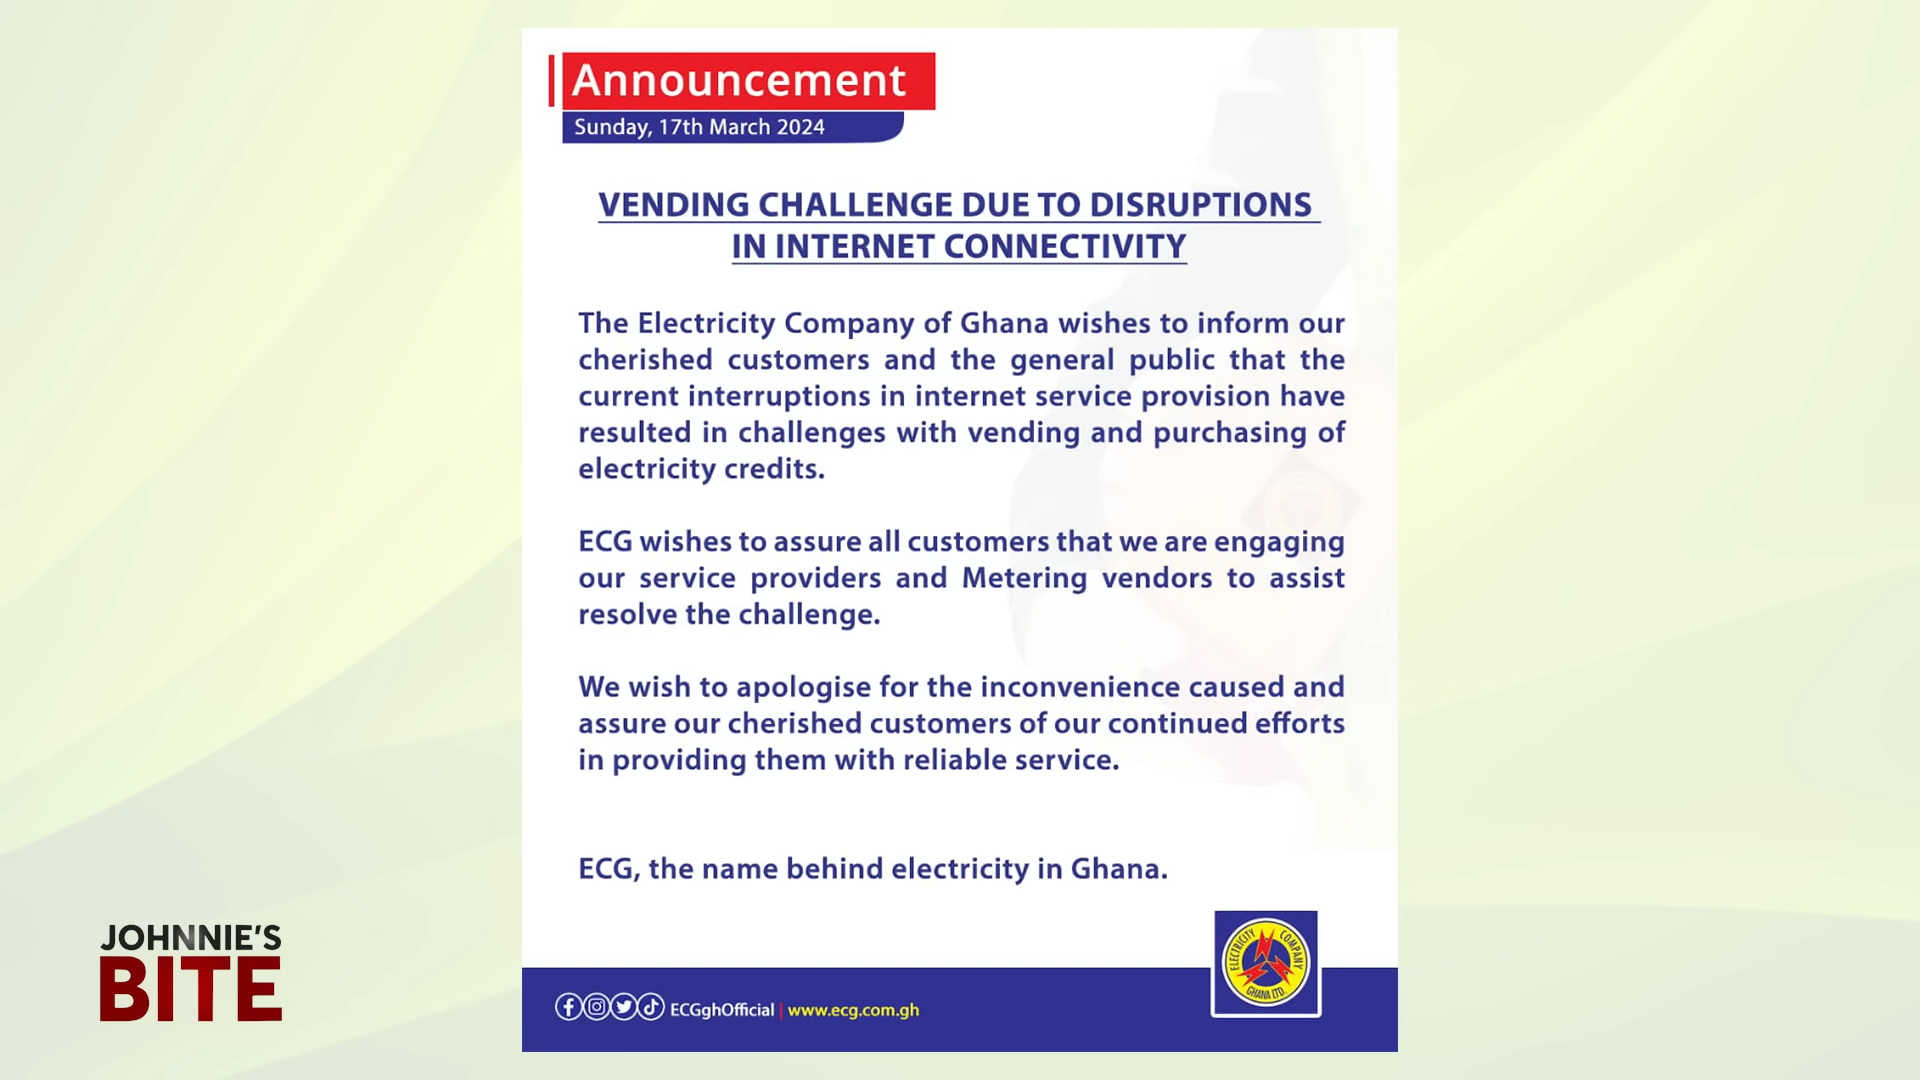 Announcement
Sunday, 17th March 2024
VENDING CHALLENGE DUE TO DISRUPTIONS
IN INTERNET CONNECTIVITY
The Electricity Company of Ghana wishes to inform our
cherished customers and the general public that the
current interruptions in internet service provision have
resulted in challenges with vending and purchasing of
electricity credits.
ECG wishes to assure all customers that we are engaging
our service providers and Metering vendors to assist
resolve the challenge.
We wish to apologise for the inconvenience caused and
assure our cherished customers of our continued efforts
in providing them with reliable service.
ECG, the name behind electricity in Ghana.
ELECTRICITY COMPANY
GHANA LTD.
ECGghOfficial | www.ecg.com.gh
JOHNNIE'S
BITE